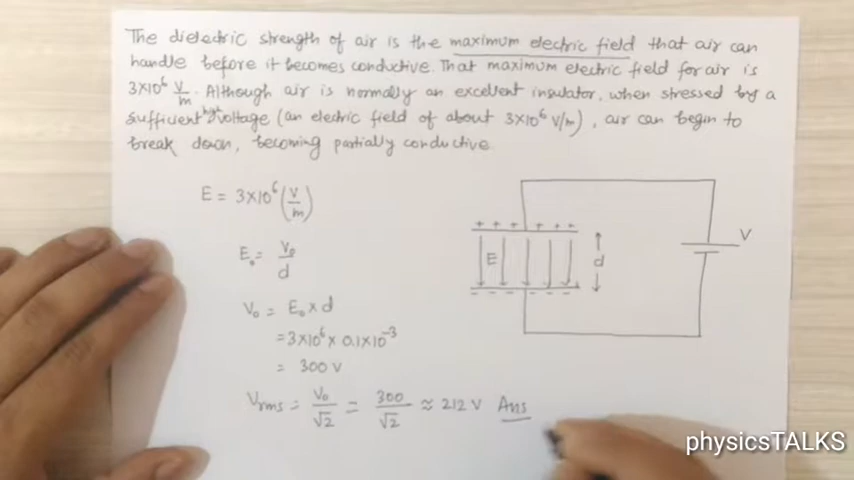 The dielectric strength of air is the maximum electric field that air can
handle before it becomes conductive. That maximum electric field for air is
3×10⁶ V/m. Although air is normally an excellent insulator, when stressed by a
sufficient high voltage (an electric field of about 3×10⁶ V/m), air can begin to
break down, becoming partially conductive.
E = 3×10⁶ (V/m)
E₀ = V₀/d
V₀ = E₀ × d
= 3×10⁶ × 0.1×10⁻³
= 300 V
Vrms = V₀/√2 = 300/√2 ≈ 212 V Ans
+ + + + + +
E
d
- - - - - -
V
physicsTALKS